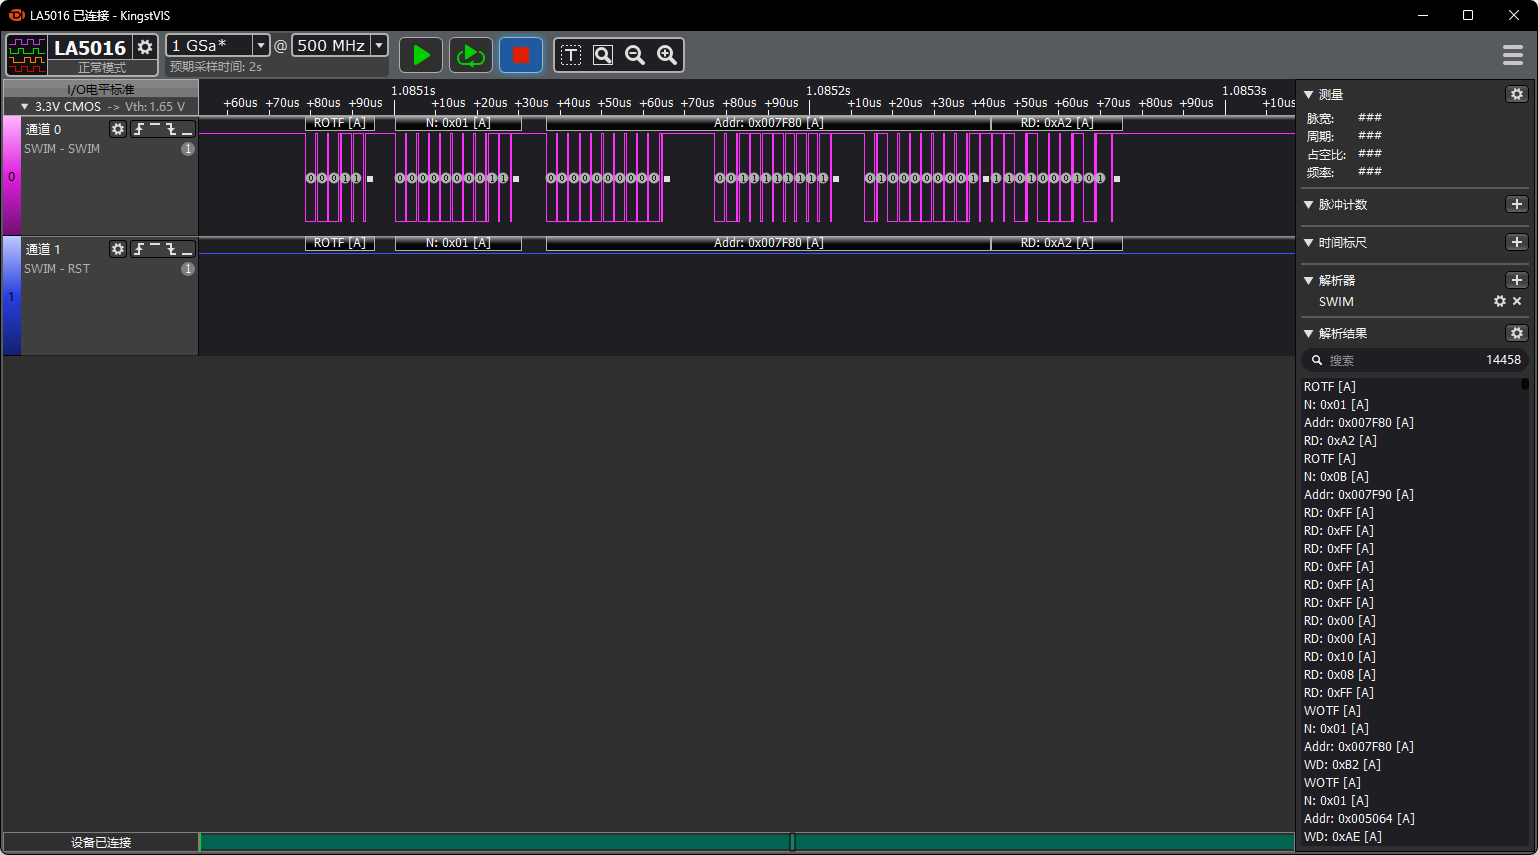 LA5016 已连接 - KingstVIS
LA5016
正常模式
1 GSa*
@
500 MHz
预期采样时间: 2s
T
I/O电平标准
3.3V CMOS -> Vth: 1.65 V
1.0851s 1.0852s 1.0853s
+60us +70us +80us +90us +10us +20us +30us +40us +50us +60us +70us +80us +90us +10us +20us +30us +40us +50us +60us +70us +80us +90us +10us
0
通道 0
SWIM - SWIM
1
ROTF [A] N: 0x01 [A] Addr: 0x007F80 [A] RD: 0xA2 [A]
0 0 0 1 1 0 0 0 0 0 0 0 0 1 1 0 0 0 0 0 0 0 0 0 0 0 0 1 1 1 1 1 1 1 1 0 1 0 0 0 0 0 0 0 1 1 1 0 1 0 0 0 1 0 1
1
通道 1
SWIM - RST
1
ROTF [A] N: 0x01 [A] Addr: 0x007F80 [A] RD: 0xA2 [A]
测量
脉宽: ###
周期: ###
占空比: ###
频率: ###
脉冲计数
时间标尺
解析器
SWIM
解析结果
搜索 14458
ROTF [A]
N: 0x01 [A]
Addr: 0x007F80 [A]
RD: 0xA2 [A]
ROTF [A]
N: 0x0B [A]
Addr: 0x007F90 [A]
RD: 0xFF [A]
RD: 0xFF [A]
RD: 0xFF [A]
RD: 0xFF [A]
RD: 0xFF [A]
RD: 0xFF [A]
RD: 0x00 [A]
RD: 0x00 [A]
RD: 0x10 [A]
RD: 0x08 [A]
RD: 0xFF [A]
WOTF [A]
N: 0x01 [A]
Addr: 0x007F80 [A]
WD: 0xB2 [A]
WOTF [A]
N: 0x01 [A]
Addr: 0x005064 [A]
WD: 0xAE [A]
设备已连接